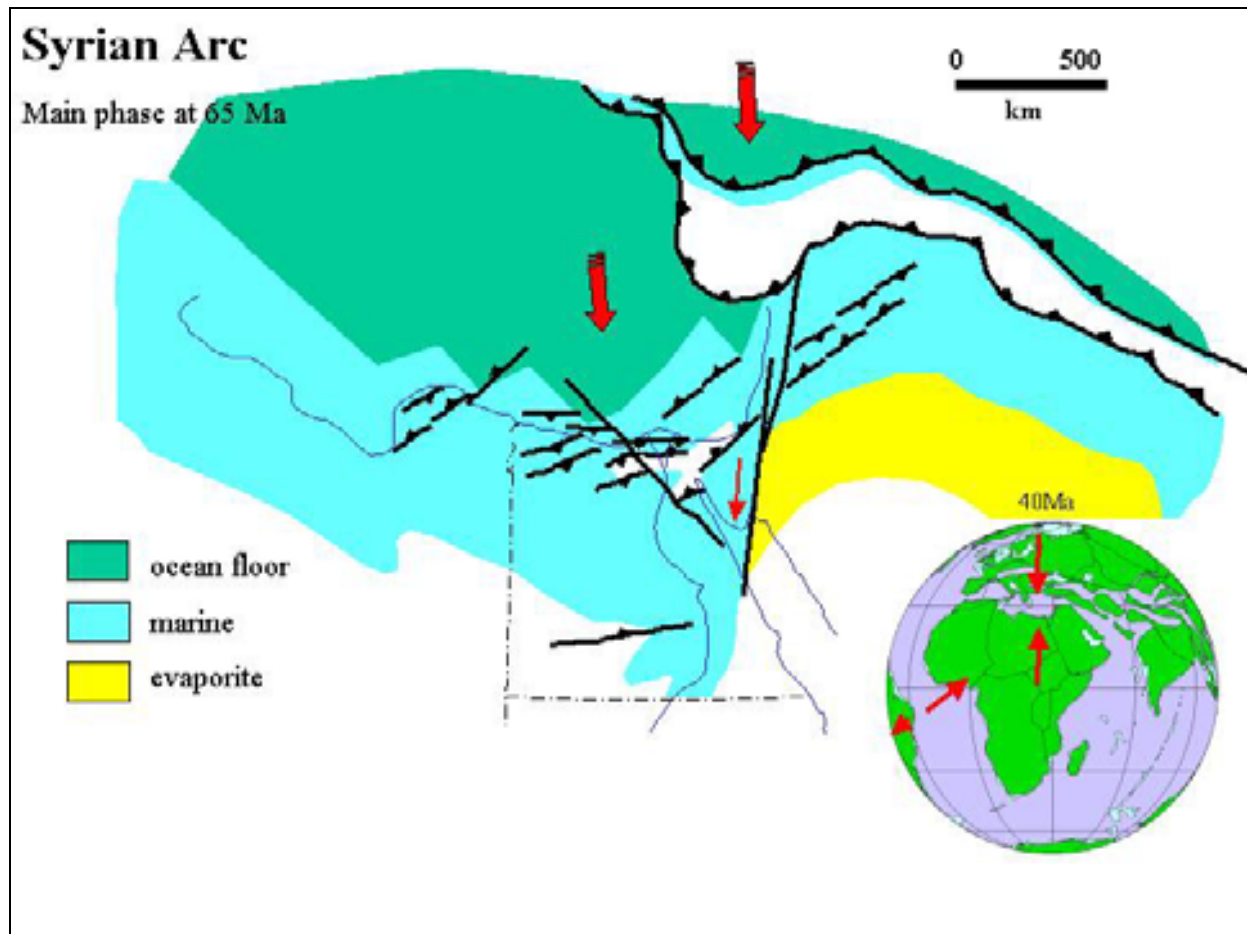 Syrian Arc
Main phase at 65 Ma
0 500
km
ocean floor
marine
evaporite
40Ma